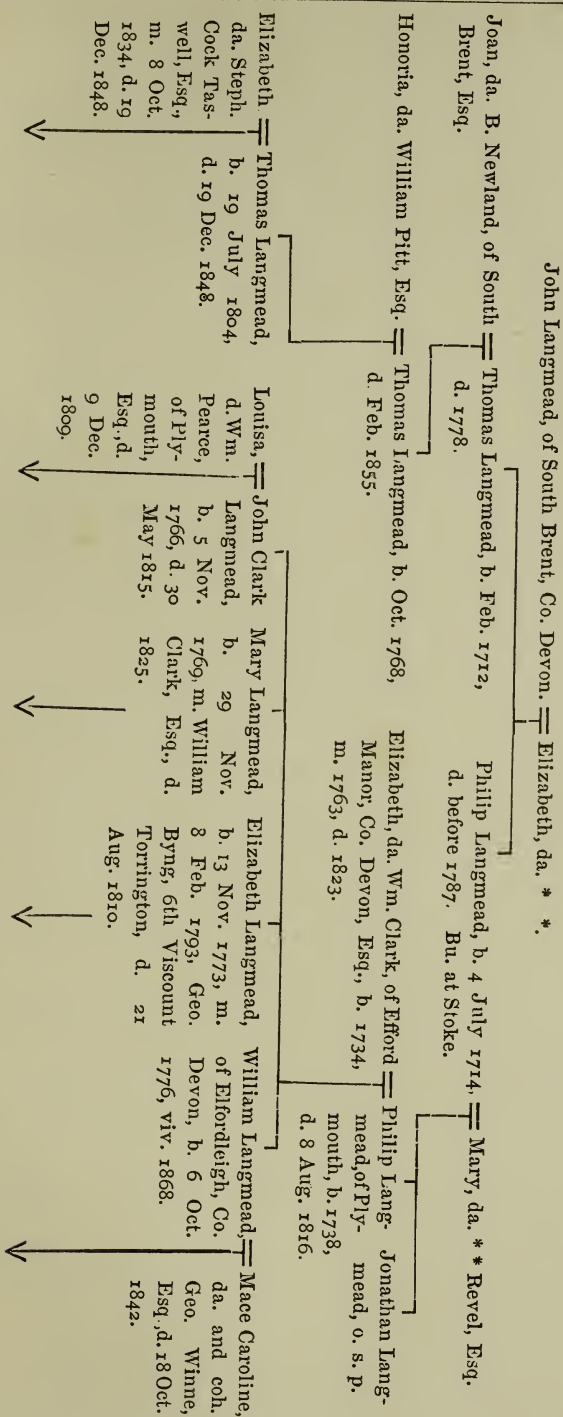 John Langmead, of South Brent, Co. Devon. = Elizabeth, da. * *.
Joan, da. B. Newland, of South = Thomas Langmead, b. Feb. 1712,
Brent, Esq.
d. 1778.
Philip Langmead, b. 4 July 1714, = Mary, da. * * Revel, Esq.
d. before 1787. Bu. at Stoke.
Honoria, da. William Pitt, Esq. = Thomas Langmead, b. Oct. 1768,
d. Feb. 1855.
Elizabeth, da. Wm. Clark, of Efford = Philip Lang-
Manor, Co. Devon, Esq., b. 1734,
m. 1763, d. 1823.
mead, of Ply-
mouth, b. 1738,
d. 8 Aug. 1816.
Jonathan Lang-
mead, o. s. p.
Elizabeth = Thomas Langmead,
da. Steph.
Cock Tas-
well, Esq.,
m. 8 Oct.
1834, d. 19
Dec. 1848.
b. 19 July 1804,
d. 19 Dec. 1848.
Louisa, = John Clark
d. Wm.
Pearce,
of Ply-
mouth,
Esq., d.
9 Dec.
1809.
Langmead,
b. 5 Nov.
1766, d. 30
May 1815.
Mary Langmead,
b. 29 Nov.
1769, m. William
Clark, Esq., d.
1825.
Elizabeth Langmead,
b. 13 Nov. 1773, m.
8 Feb. 1793, Geo.
Byng, 6th Viscount
Torrington, d. 21
Aug. 1810.
William Langmead, = Mace Caroline,
of Elfordleigh, Co.
Devon, b. 6 Oct.
1776, viv. 1868.
da. and coh.
Geo. Winne,
Esq., d. 18 Oct.
1842.